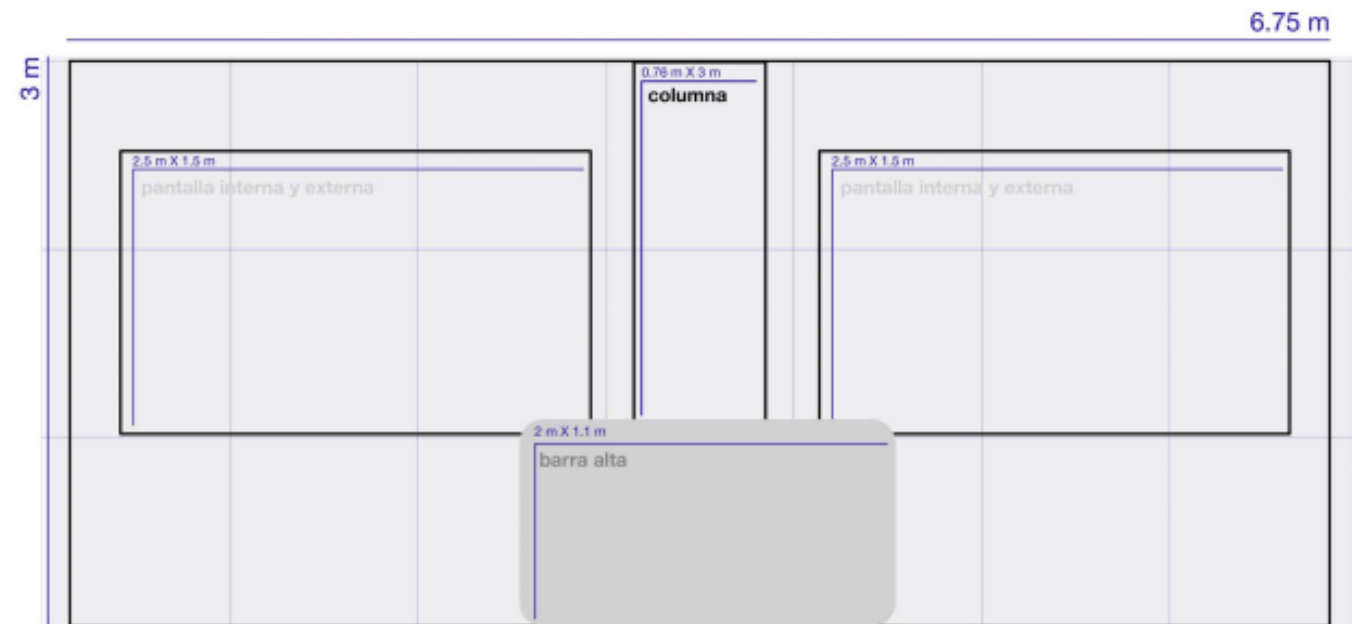 6.75 m
3 m
0.76 m X 3 m
columna
2.5 m X 1.5 m
pantalla interna y externa
2.5 m X 1.5 m
pantalla interna y externa
2 m X 1.1 m
barra alta